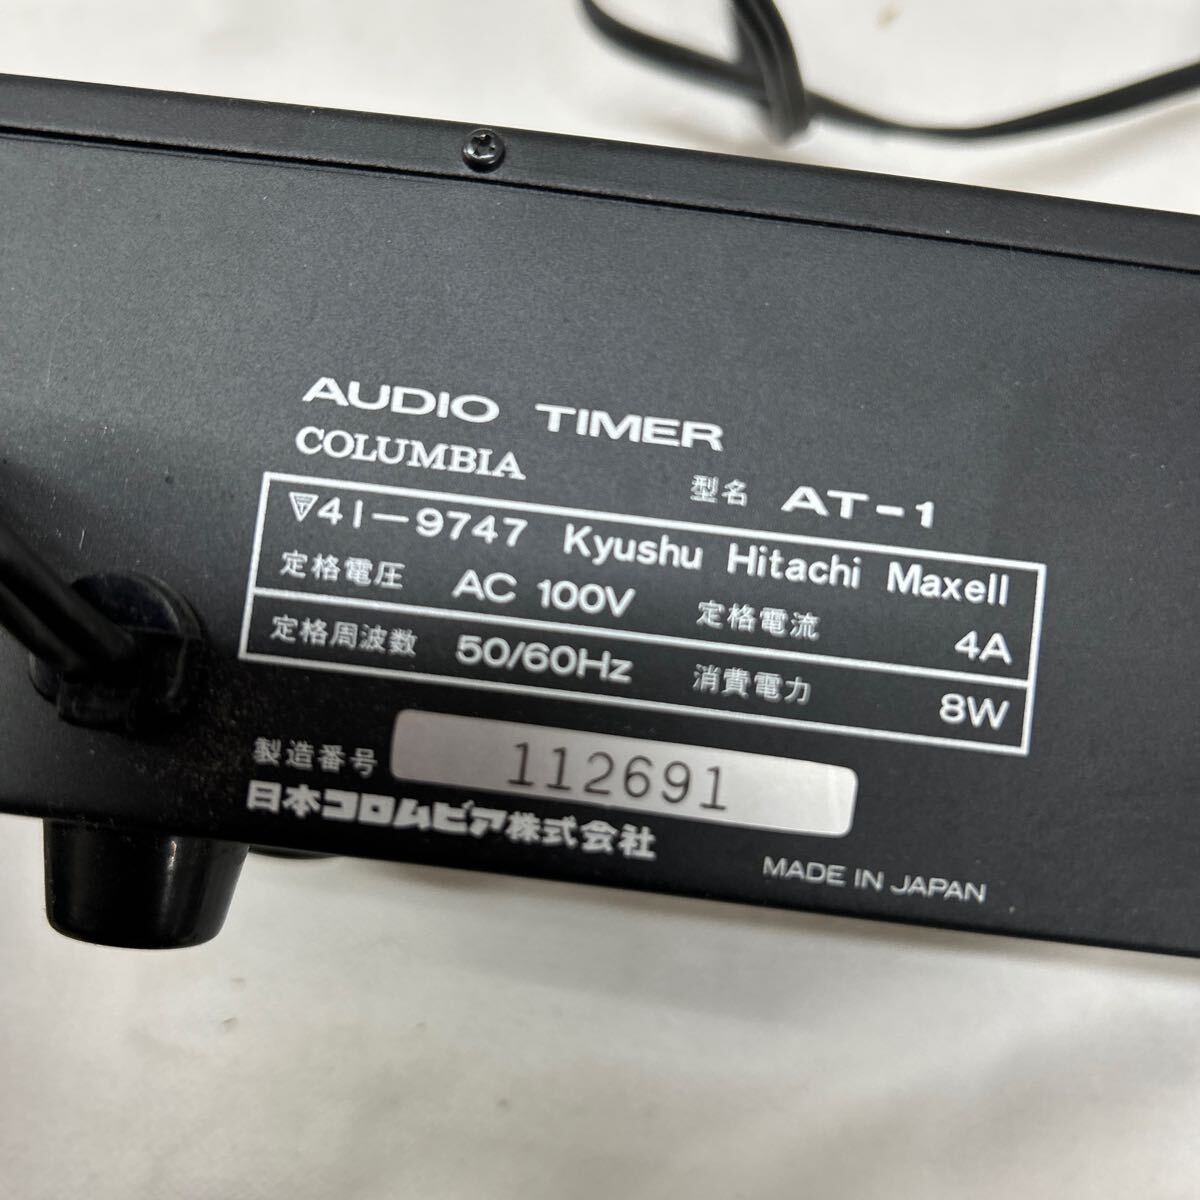 AUDIO TIMER
COLUMBIA 型名 AT-1
41-9747 Kyushu Hitachi Maxell
定格電圧 AC 100V 定格電流 4A
定格周波数 50/60Hz 消費電力 8W
製造番号 112691
日本コロムビア株式会社
MADE IN JAPAN